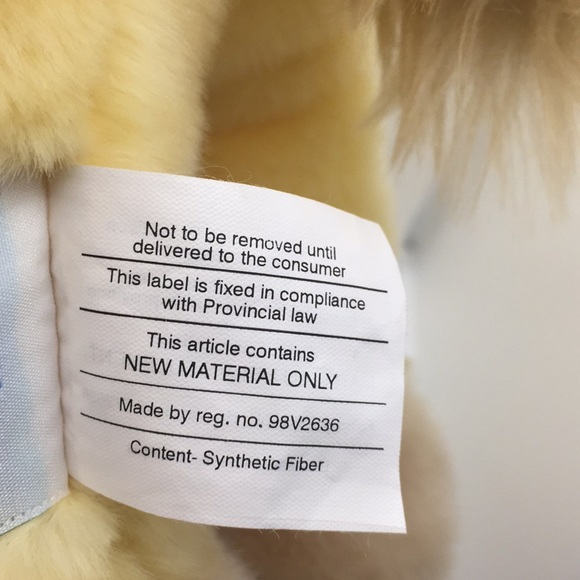 Not to be removed until
delivered to the consumer
This label is fixed in compliance
with Provincial law
This article contains
NEW MATERIAL ONLY
Made by reg. no. 98V2636
Content- Synthetic Fiber